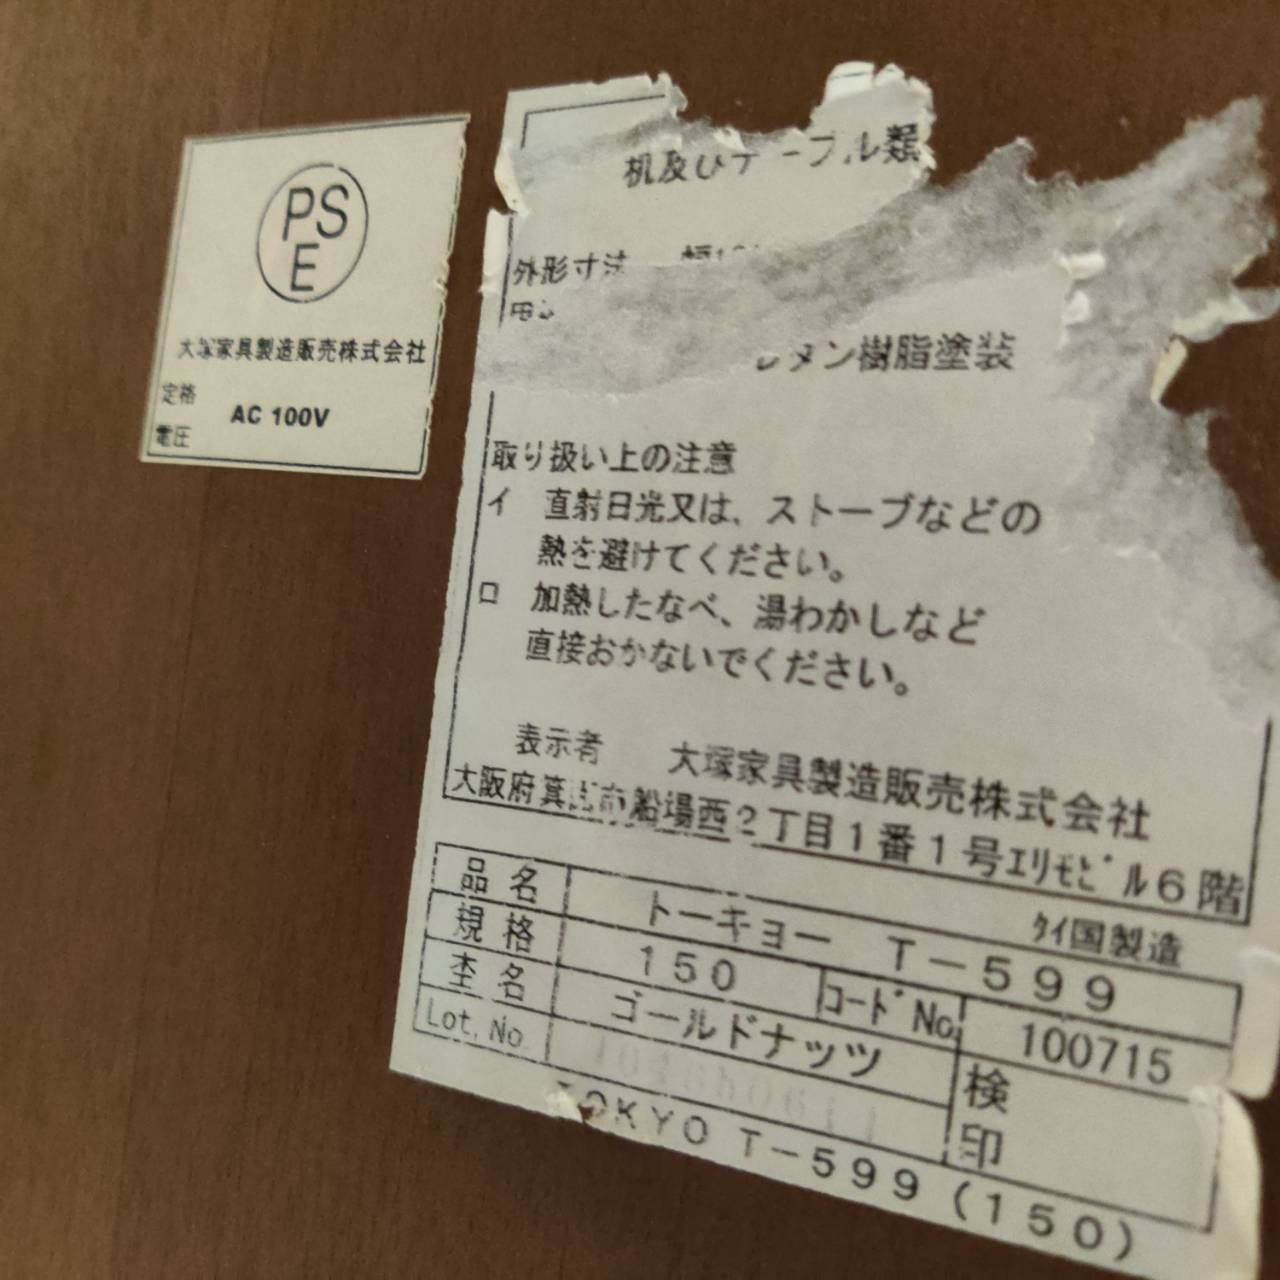 PS
E
大塚家具製造販売株式会社
定格
電圧
AC 100V
机及びテーブル類
外形寸法
タン樹脂塗装
取り扱い上の注意
イ 直射日光又は、ストーブなどの
熱を避けてください。
ロ 加熱したなべ、湯わかしなど
直接おかないでください。
表示者 大塚家具製造販売株式会社
大阪府箕面市船場西2丁目1番1号エリモビル6階
タイ国製造
品名 トーキョー T-599
規格 150 コードNo. 100715
杢名 ゴールドナッツ
Lot. No.
検
印
TOKYO T-599 (150)